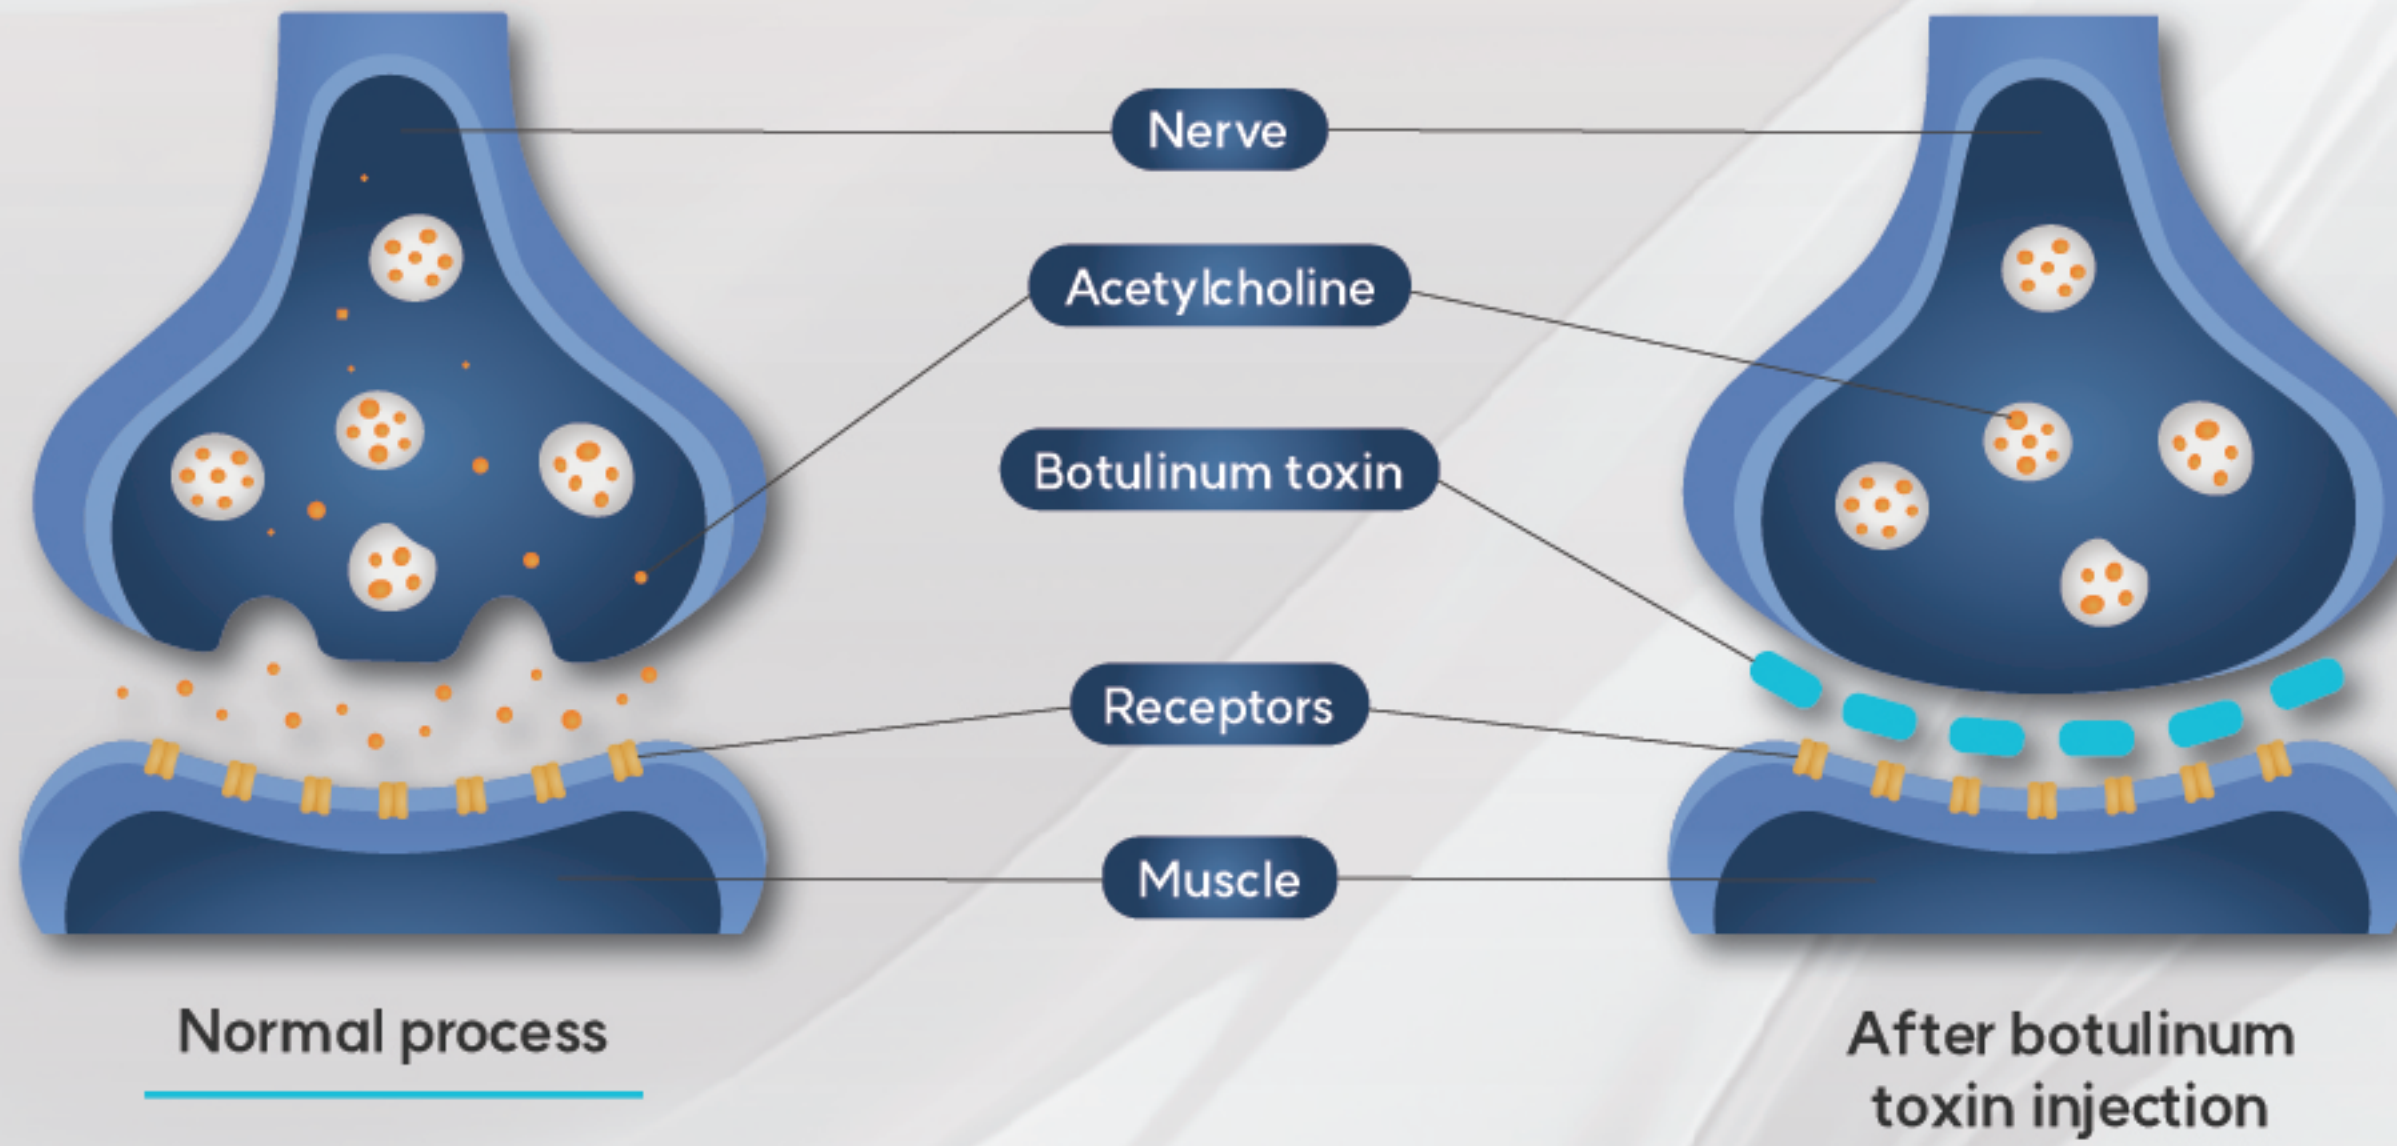 Nerve
Acetylcholine
Botulinum toxin
Receptors
Muscle
Normal process
After botulinum
toxin injection